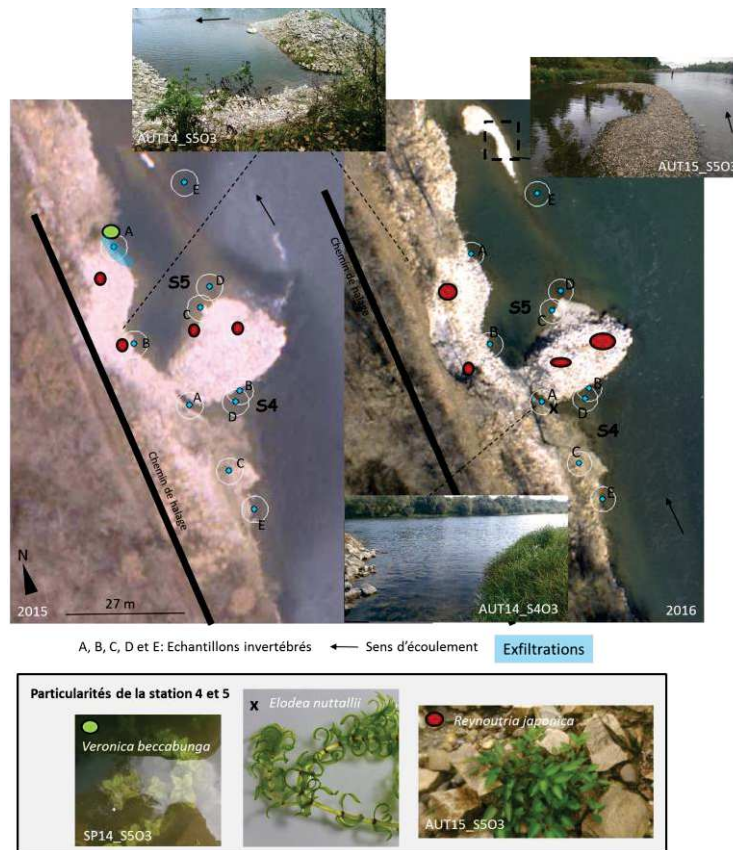 AUT14_S5O3
AUT15_S5O3
E
A
S5
D
C
B
A
B
D
S4
C
E
Chemin de halage
N
27 m
2015
E
A
D
S5
C
B
A
X
B
D
S4
C
E
Chemin de halage
AUT14_S4O3
2016
A, B, C, D et E: Echantillons invertébrés
Sens d'écoulement
Exfiltrations
Particularités de la station 4 et 5
Veronica beccabunga
SP14_S5O3
X
Elodea nuttallii
Reynoutria japonica
AUT15_S5O3